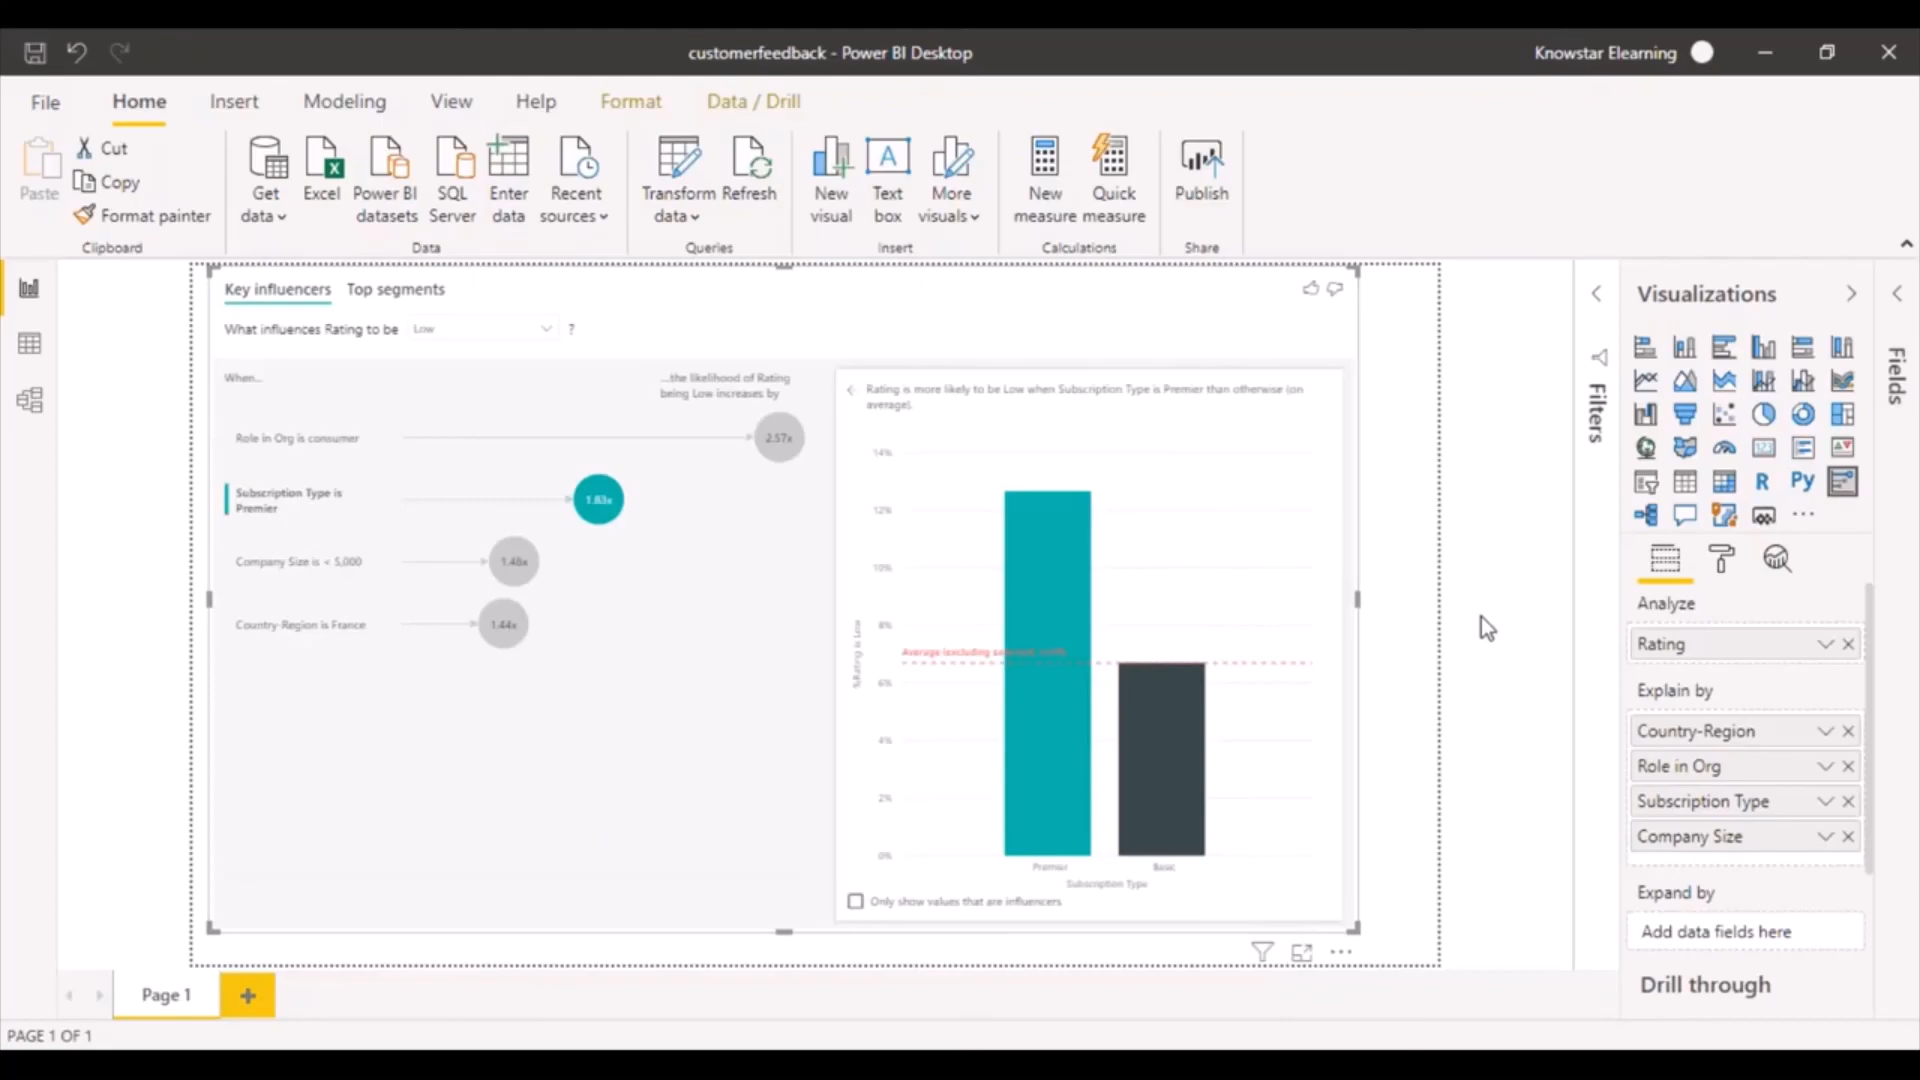 customerfeedback - Power BI Desktop
Knowstar Elearning
File Home Insert Modeling View Help Format Data / Drill
Paste
Cut
Copy
Format painter
Clipboard
Get data
Excel
Power BI datasets
SQL Server
Enter data
Recent sources
Data
Transform data
Refresh
Queries
New visual
A
Text box
More visuals
Insert
New measure
Quick measure
Calculations
Publish
Share
Key influencers Top segments
What influences Rating to be Low ?
When...
...the likelihood of Rating
being Low increases by
Role in Org is consumer
2.57x
Subscription Type is
Premier
1.83x
Company Size is < 5,000
1.48x
Country-Region is France
1.44x
Rating is more likely to be Low when Subscription Type is Premier than otherwise (on
average).
14%
12%
10%
8%
6%
4%
2%
0%
%Rating is Low
Average (excluding
Premier
Basic
Subscription Type
Only show values that are influencers
Filters
Visualizations
R
Py
Analyze
Rating
Explain by
Country-Region
Role in Org
Subscription Type
Company Size
Expand by
Add data fields here
Drill through
Fields
Page 1
PAGE 1 OF 1